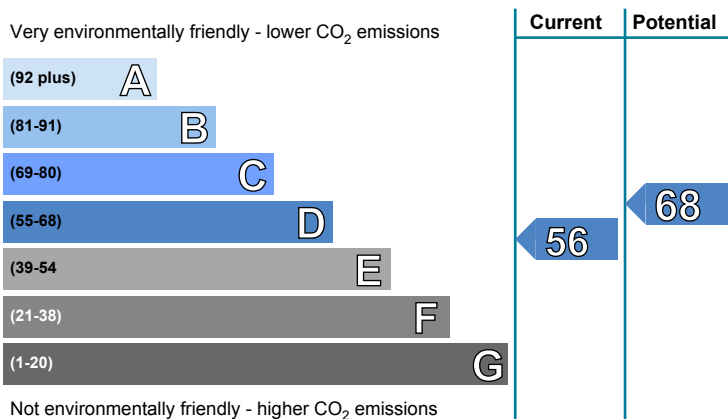 Current Potential
Very environmentally friendly - lower CO2 emissions
(92 plus) A
(81-91) B
(69-80) C
(55-68) D
(39-54 E
(21-38) F
(1-20) G
68
56
Not environmentally friendly - higher CO2 emissions